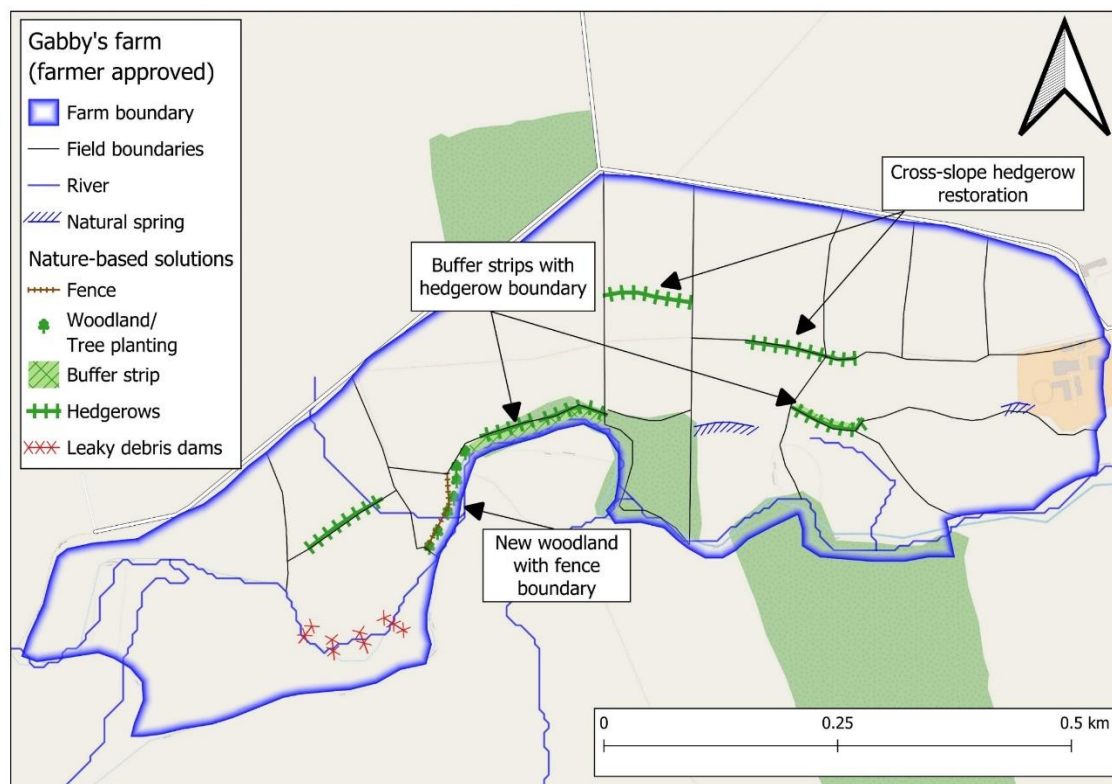 Gabby's farm
(farmer approved)
Farm boundary
Field boundaries
River
Natural spring
Nature-based solutions
Fence
Woodland/
Tree planting
Buffer strip
Hedgerows
Leaky debris dams
Cross-slope hedgerow
restoration
Buffer strips with
hedgerow boundary
New woodland
with fence
boundary
0
0.25
0.5 km